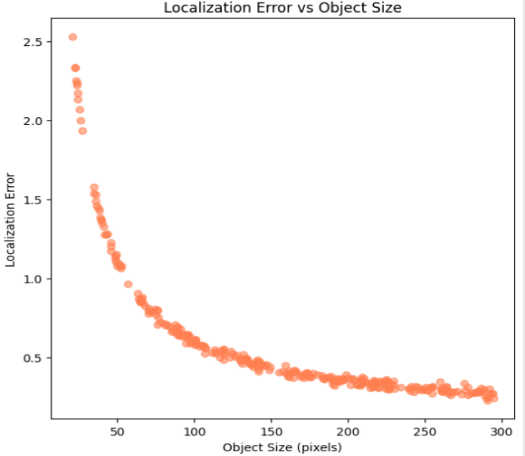 Localization Error vs Object Size
2.5
2.0
1.5
1.0
0.5
Localization Error
50 100 150 200 250 300
Object Size (pixels)